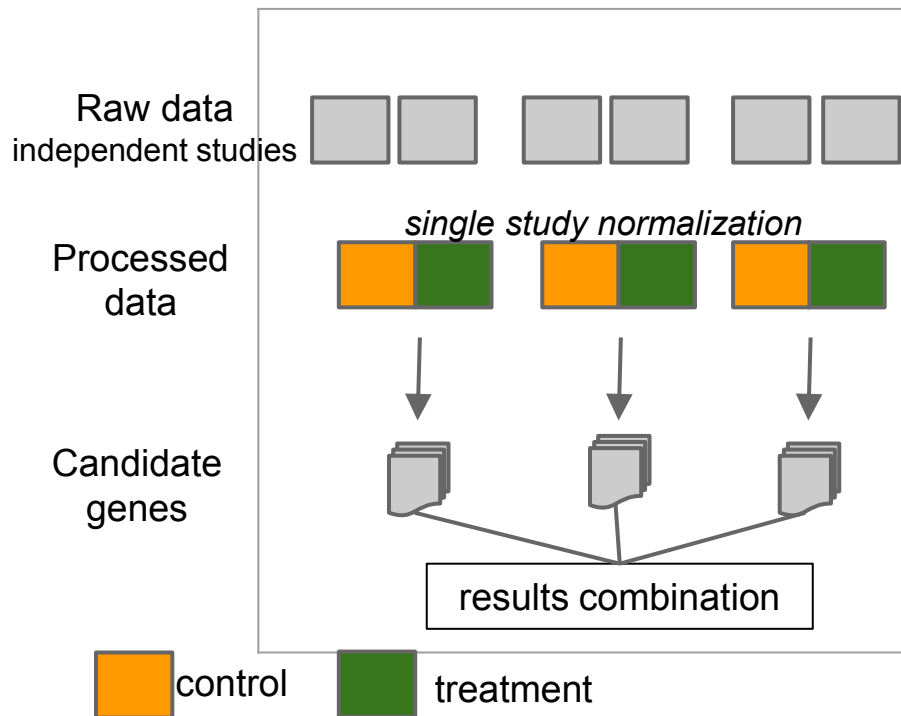 Raw data
independent studies
single study normalization
Processed
data
Candidate
genes
results combination
control
treatment